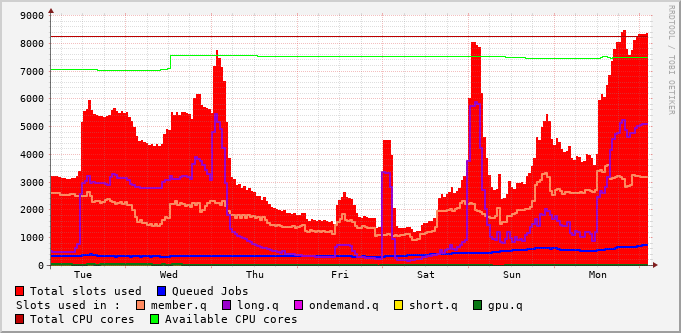 RRDTOOL / TOBI OETIKER
9000
8000
7000
6000
5000
4000
3000
2000
1000
0
Tue Wed Thu Fri Sat Sun Mon
Total slots used Queued Jobs
Slots used in : member.q long.q ondemand.q short.q gpu.q
Total CPU cores Available CPU cores